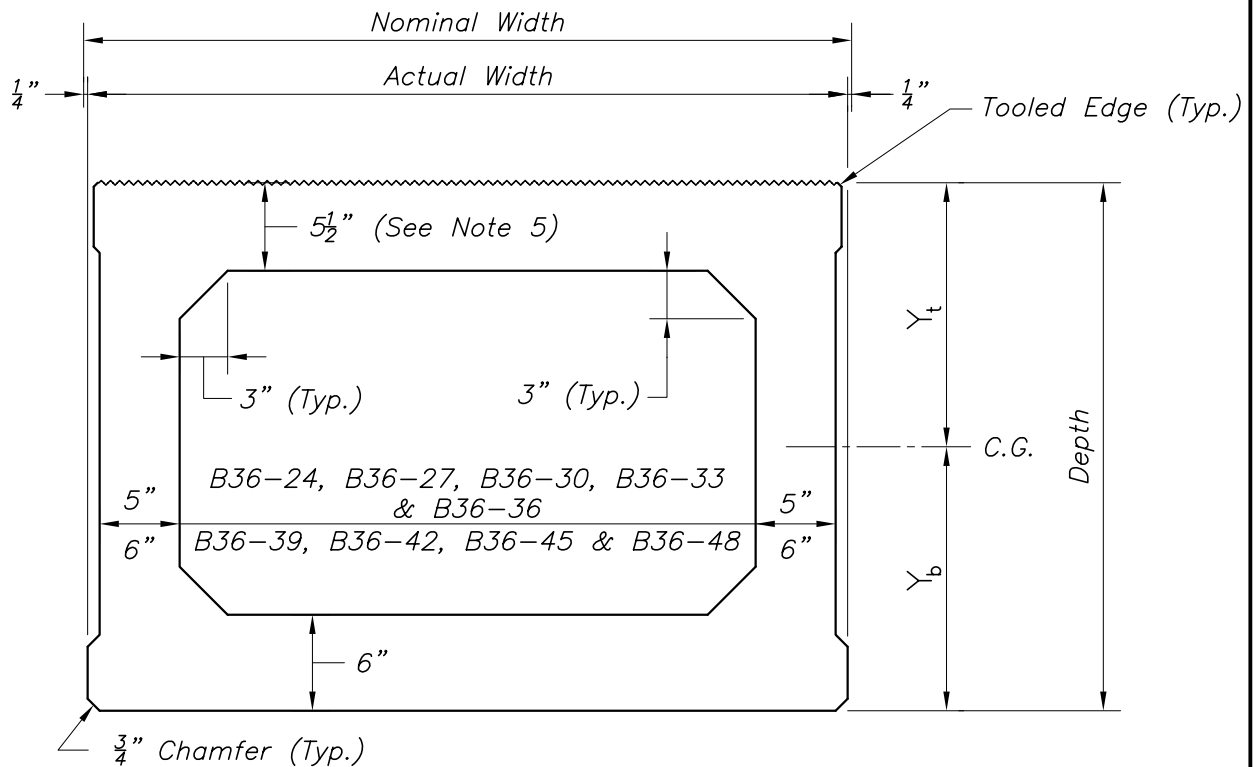 Nominal Width
Actual Width
1/4”
1/4”
Tooled Edge (Typ.)
5 1/2” (See Note 5)
Yt
3” (Typ.)
3” (Typ.)
C.G.
Depth
B36-24, B36-27, B36-30, B36-33
& B36-36
5”
5”
6”
B36-39, B36-42, B36-45 & B36-48
6”
Yb
6”
3/4” Chamfer (Typ.)